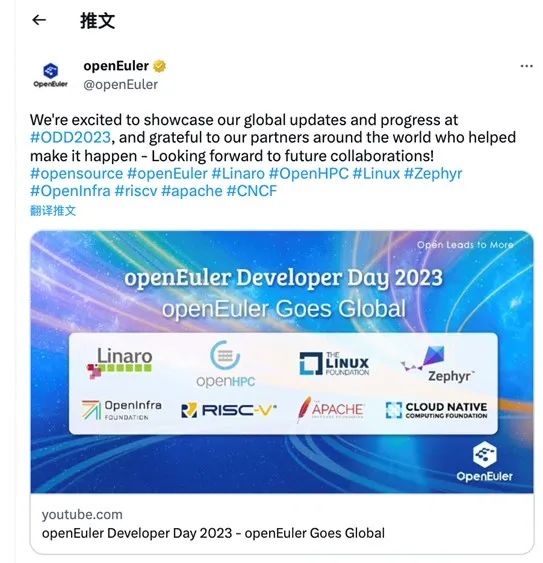 推文
openEuler
@openEuler
We're excited to showcase our global updates and progress at
#ODD2023, and grateful to our partners around the world who helped
make it happen - Looking forward to future collaborations!
#opensource #openEuler #Linaro #OpenHPC #Linux #Zephyr
#OpenInfra #riscv #apache #CNCF
翻译推文
Open Leads to More
openEuler Developer Day 2023
openEuler Goes Global
Linaro
openHPC
THE LINUX FOUNDATION
Zephyr™
OpenInfra FOUNDATION
RISC-V
APACHE
CLOUD NATIVE COMPUTING FOUNDATION
OpenEuler
youtube.com
openEuler Developer Day 2023 - openEuler Goes Global